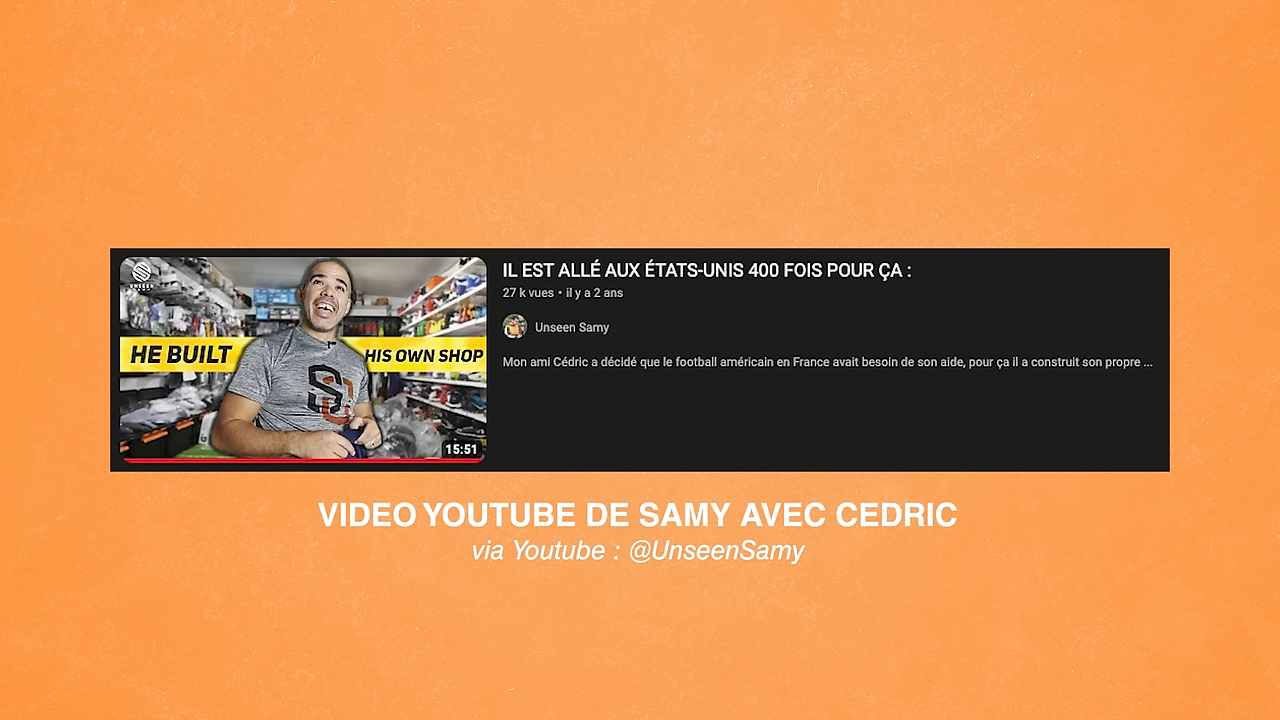 UNSEEN
HE BUILT
HIS OWN SHOP
15:51
IL EST ALLÉ AUX ÉTATS-UNIS 400 FOIS POUR ÇA :
27 k vues • il y a 2 ans
Unseen Samy
Mon ami Cédric a décidé que le football américain en France avait besoin de son aide, pour ça il a construit son propre ...
VIDEO YOUTUBE DE SAMY AVEC CEDRIC
via Youtube : @UnseenSamy